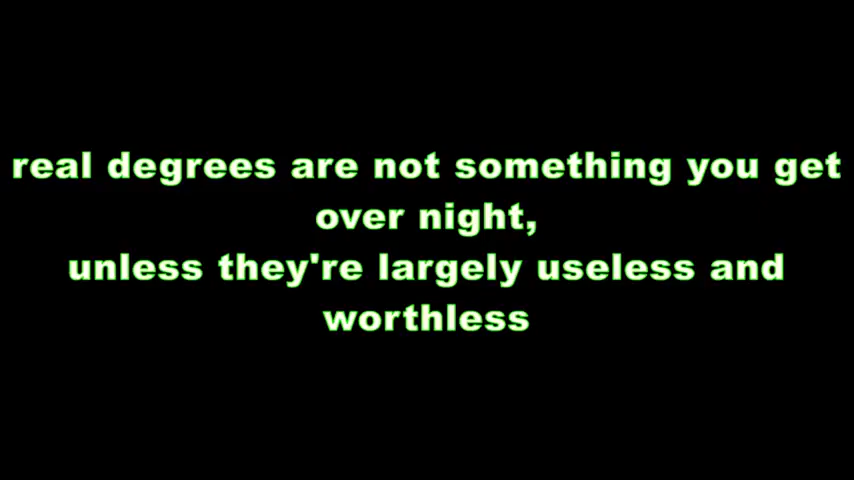 real degrees are not something you get
over night,
unless they're largely useless and
worthless